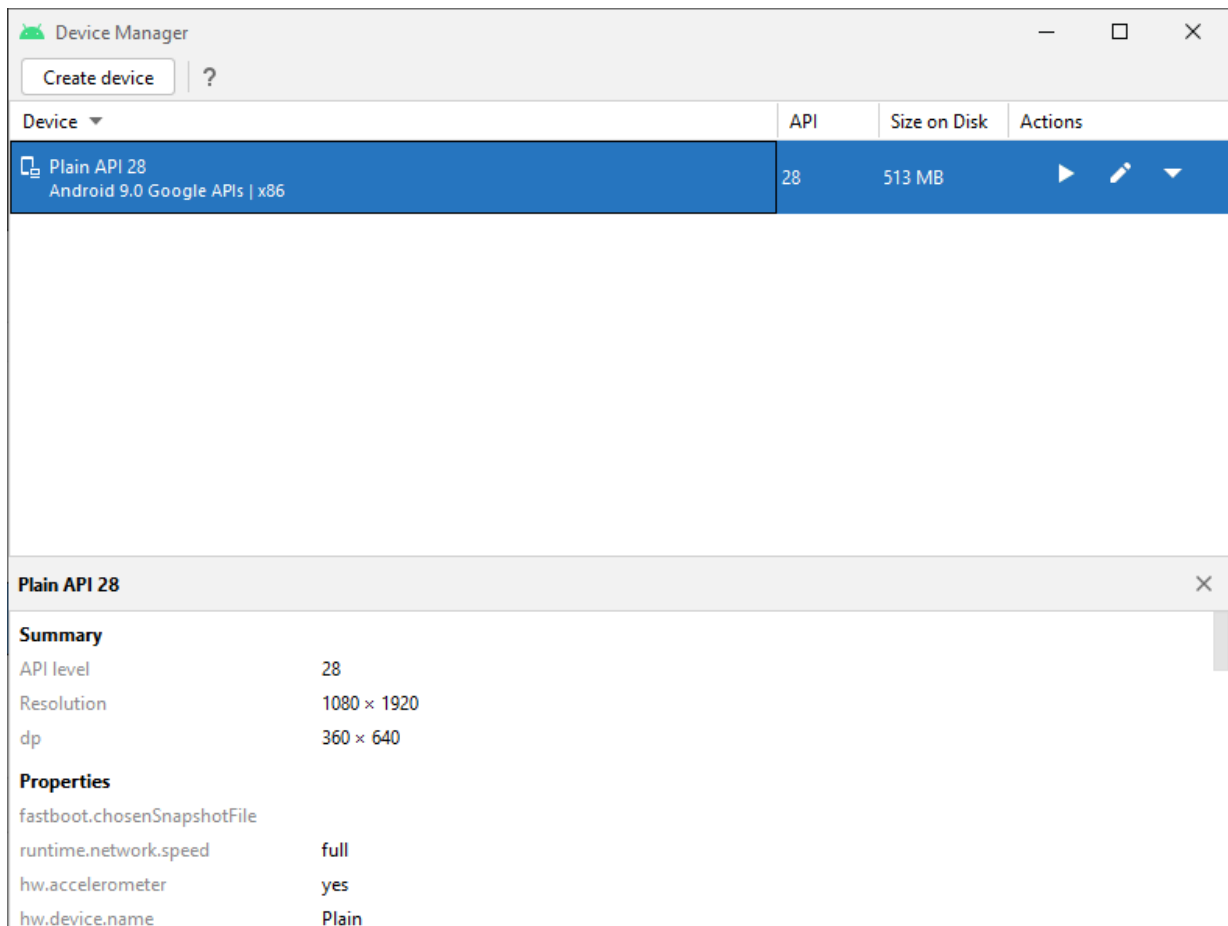 Device Manager
Create device ?
Device API Size on Disk Actions
Plain API 28
Android 9.0 Google APIs | x86
28 513 MB
Plain API 28
Summary
API level 28
Resolution 1080 × 1920
dp 360 × 640
Properties
fastboot.chosenSnapshotFile
runtime.network.speed full
hw.accelerometer yes
hw.device.name Plain